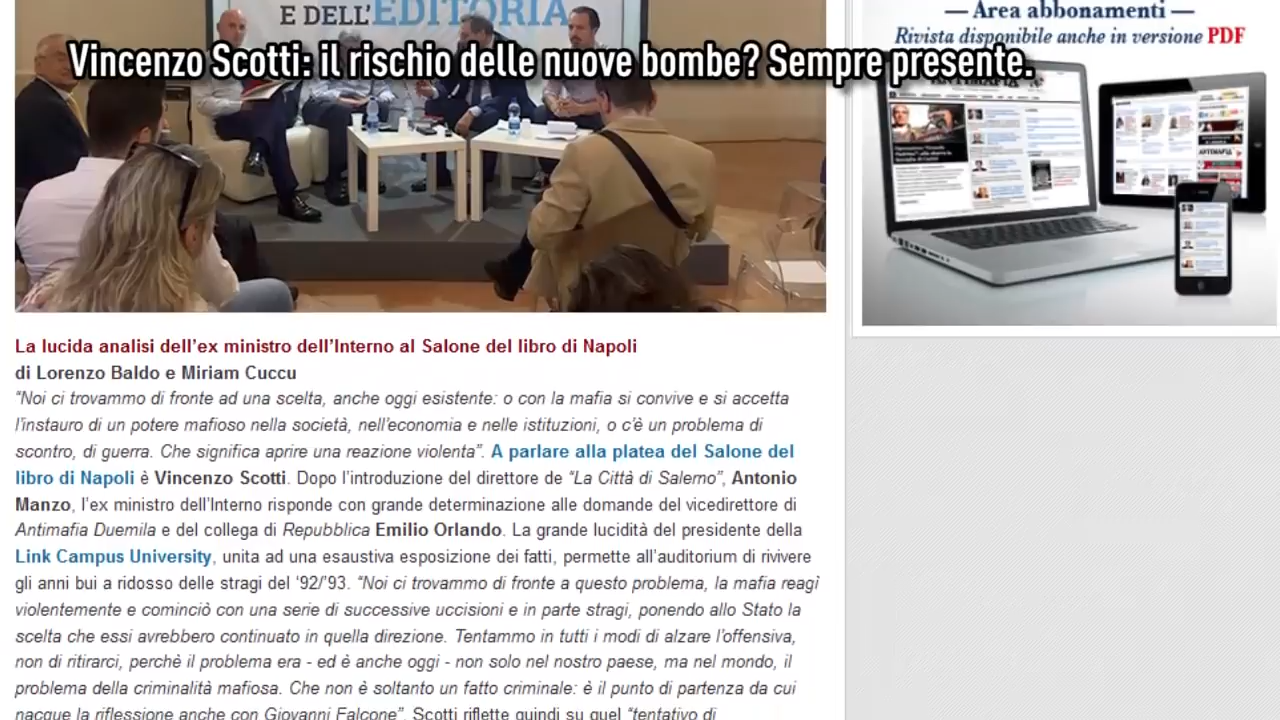 E DELL'EDITORIA
Vincenzo Scotti: il rischio delle nuove bombe? Sempre presente.
— Area abbonamenti —
Rivista disponibile anche in versione PDF
La lucida analisi dell'ex ministro dell'Interno al Salone del libro di Napoli
di Lorenzo Baldo e Miriam Cuccu
"Noi ci trovammo di fronte ad una scelta, anche oggi esistente: o con la mafia si convive e si accetta
l'instauro di un potere mafioso nella società, nell'economia e nelle istituzioni, o c'è un problema di
scontro, di guerra. Che significa aprire una reazione violenta". A parlare alla platea del Salone del
libro di Napoli è Vincenzo Scotti. Dopo l'introduzione del direttore de "La Città di Salerno", Antonio
Manzo, l'ex ministro dell'Interno risponde con grande determinazione alle domande del vicedirettore di
Antimafia Duemila e del collega di Repubblica Emilio Orlando. La grande lucidità del presidente della
Link Campus University, unita ad una esaustiva esposizione dei fatti, permette all'auditorium di rivivere
gli anni bui a ridosso delle stragi del '92/'93. "Noi ci trovammo di fronte a questo problema, la mafia reagì
violentemente e cominciò con una serie di successive uccisioni e in parte stragi, ponendo allo Stato la
scelta che essi avrebbero continuato in quella direzione. Tentammo in tutti i modi di alzare l'offensiva,
non di ritirarci, perchè il problema era - ed è anche oggi - non solo nel nostro paese, ma nel mondo, il
problema della criminalità mafiosa. Che non è soltanto un fatto criminale: è il punto di partenza da cui
nacque la riflessione anche con Giovanni Falcone". Scotti riflette quindi su quel "tentativo di